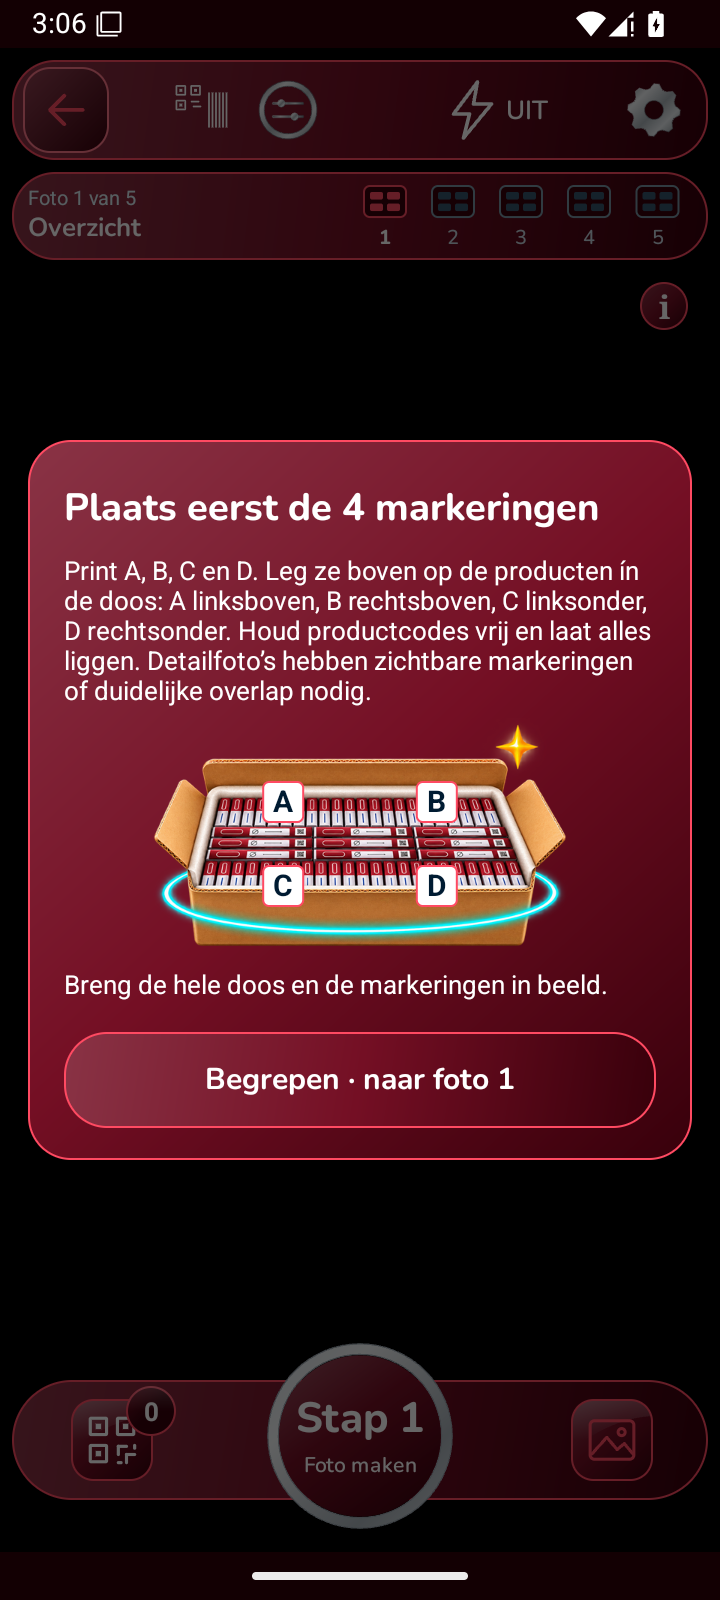 3:06
UIT
Foto 1 van 5
Overzicht
1
2
3
4
5
i
Plaats eerst de 4 markeringen
Print A, B, C en D. Leg ze boven op de producten ín
de doos: A linksboven, B rechtsboven, C linksonder,
D rechtsonder. Houd productcodes vrij en laat alles
liggen. Detailfoto’s hebben zichtbare markeringen
of duidelijke overlap nodig.
A
B
C
D
Breng de hele doos en de markeringen in beeld.
Begrepen · naar foto 1
0
Stap 1
Foto maken